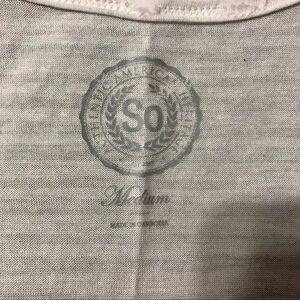 AUTHENTIC AMERICAN HERITAGE
So
Medium
MADE IN CAMBODIA